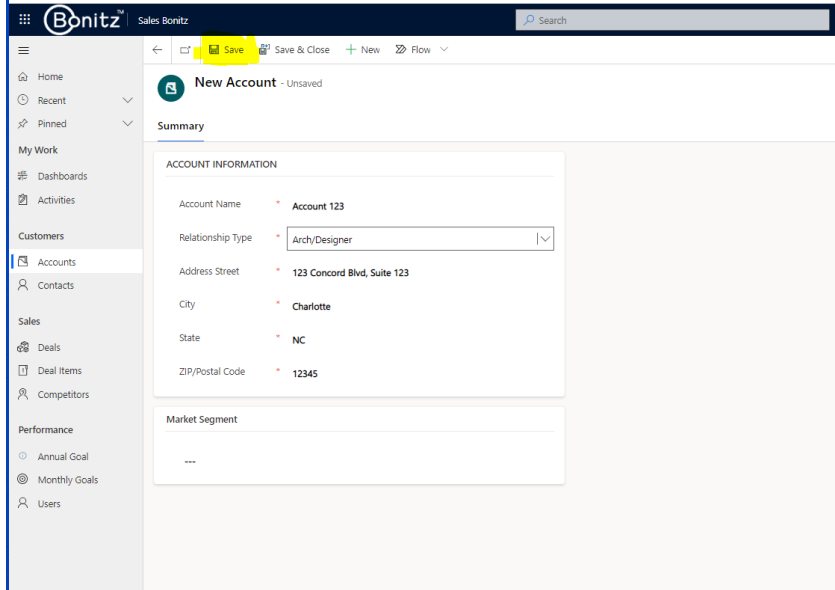 Bonitz™ Sales Bonitz
Search
Save
Save & Close
New
Flow
Home
Recent
Pinned
My Work
Dashboards
Activities
Customers
Accounts
Contacts
Sales
Deals
Deal Items
Competitors
Performance
Annual Goal
Monthly Goals
Users
New Account - Unsaved
Summary
ACCOUNT INFORMATION
Account Name * Account 123
Relationship Type * Arch/Designer
Address Street * 123 Concord Blvd, Suite 123
City * Charlotte
State * NC
ZIP/Postal Code * 12345
Market Segment
---